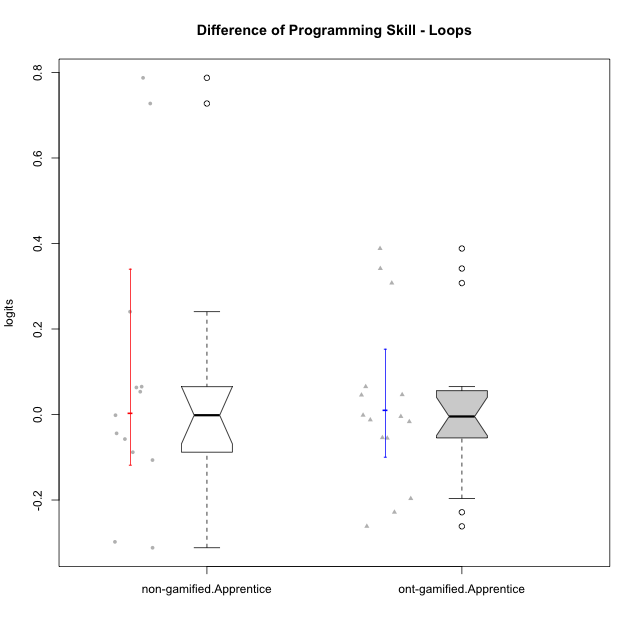 Difference of Programming Skill - Loops
logits
0.8
0.6
0.4
0.2
0.0
-0.2
non-gamified.Apprentice
ont-gamified.Apprentice